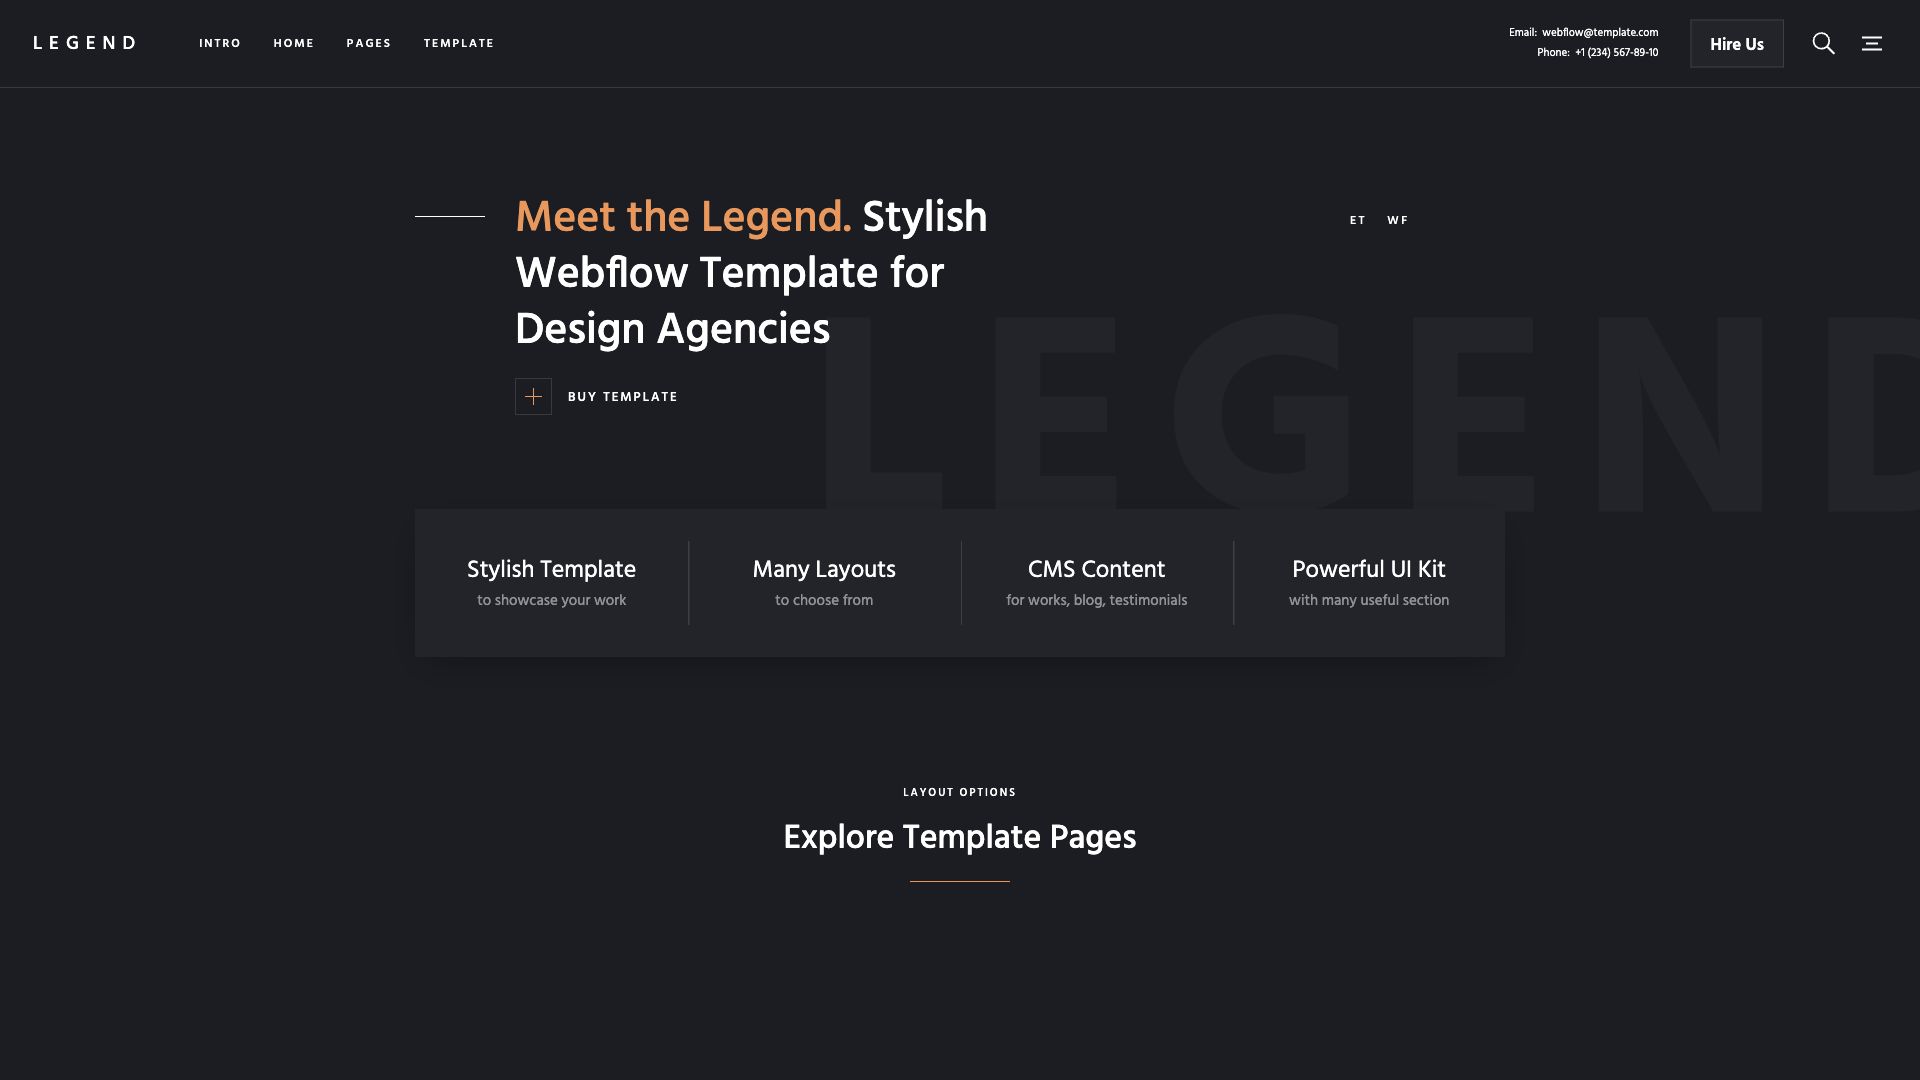 LEGEND
INTRO HOME PAGES TEMPLATE
Email: webflow@template.com
Phone: +1 (234) 567-89-10
Hire Us
Meet the Legend. Stylish
Webflow Template for
Design Agencies
ET WF
LEGEND
BUY TEMPLATE
Stylish Template
to showcase your work
Many Layouts
to choose from
CMS Content
for works, blog, testimonials
Powerful UI Kit
with many useful section
LAYOUT OPTIONS
Explore Template Pages